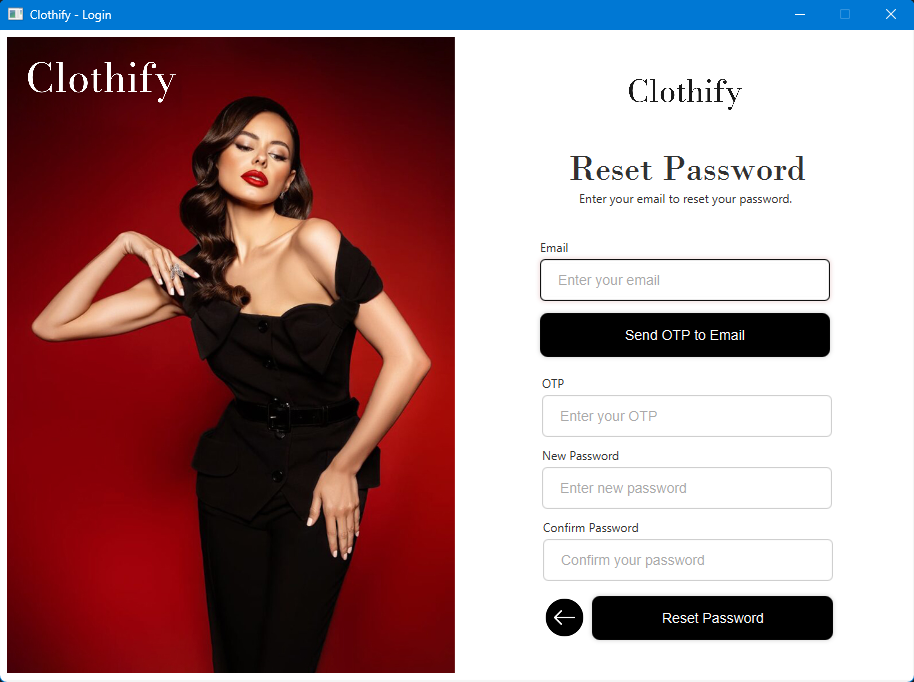 Clothify - Login
Clothify
Clothify
Reset Password
Enter your email to reset your password.
Email
Enter your email
Send OTP to Email
OTP
Enter your OTP
New Password
Enter new password
Confirm Password
Confirm your password
Reset Password